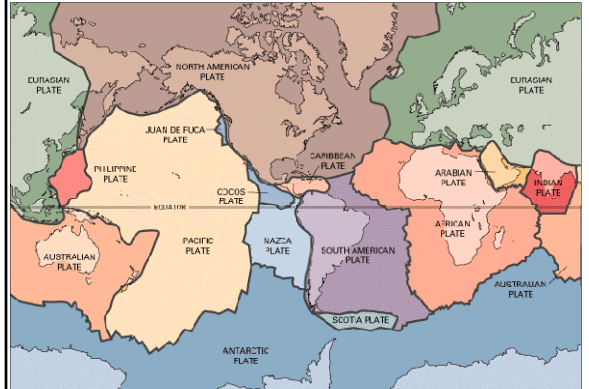 NORTH AMERICAN
PLATE
EURASIAN
PLATE
EURASIAN
PLATE
JUAN DE FUCA
PLATE
CARIBBEAN
PLATE
PHILIPPINE
PLATE
ARABIAN
PLATE
INDIAN
PLATE
COCOS
PLATE
EQUATOR
AFRICAN
PLATE
PACIFIC
PLATE
NAZCA
PLATE
SOUTH AMERICAN
PLATE
AUSTRALIAN
PLATE
AUSTRALIAN
PLATE
SCOTIA PLATE
ANTARCTIC
PLATE